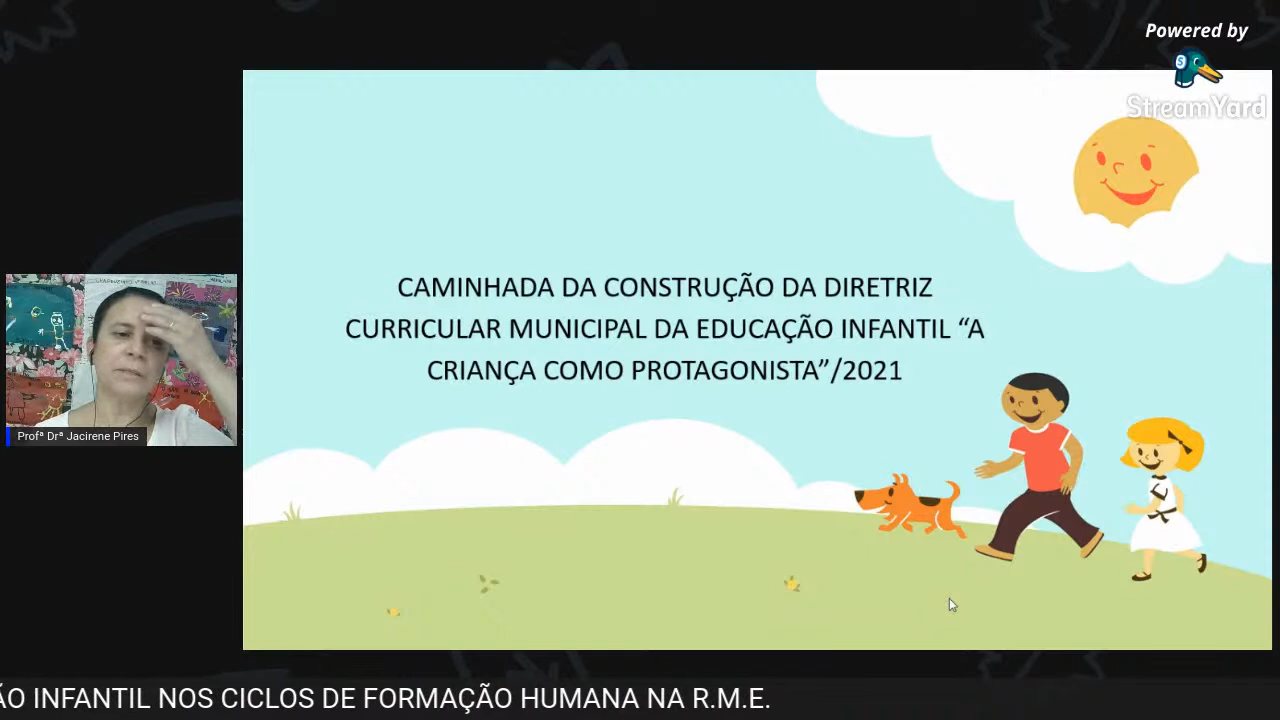 Powered by
StreamYard
CAMINHADA DA CONSTRUÇÃO DA DIRETRIZ
CURRICULAR MUNICIPAL DA EDUCAÇÃO INFANTIL “A
CRIANÇA COMO PROTAGONISTA”/2021
Profª Drª Jacirene Pires
ÃO INFANTIL NOS CICLOS DE FORMAÇÃO HUMANA NA R.M.E.